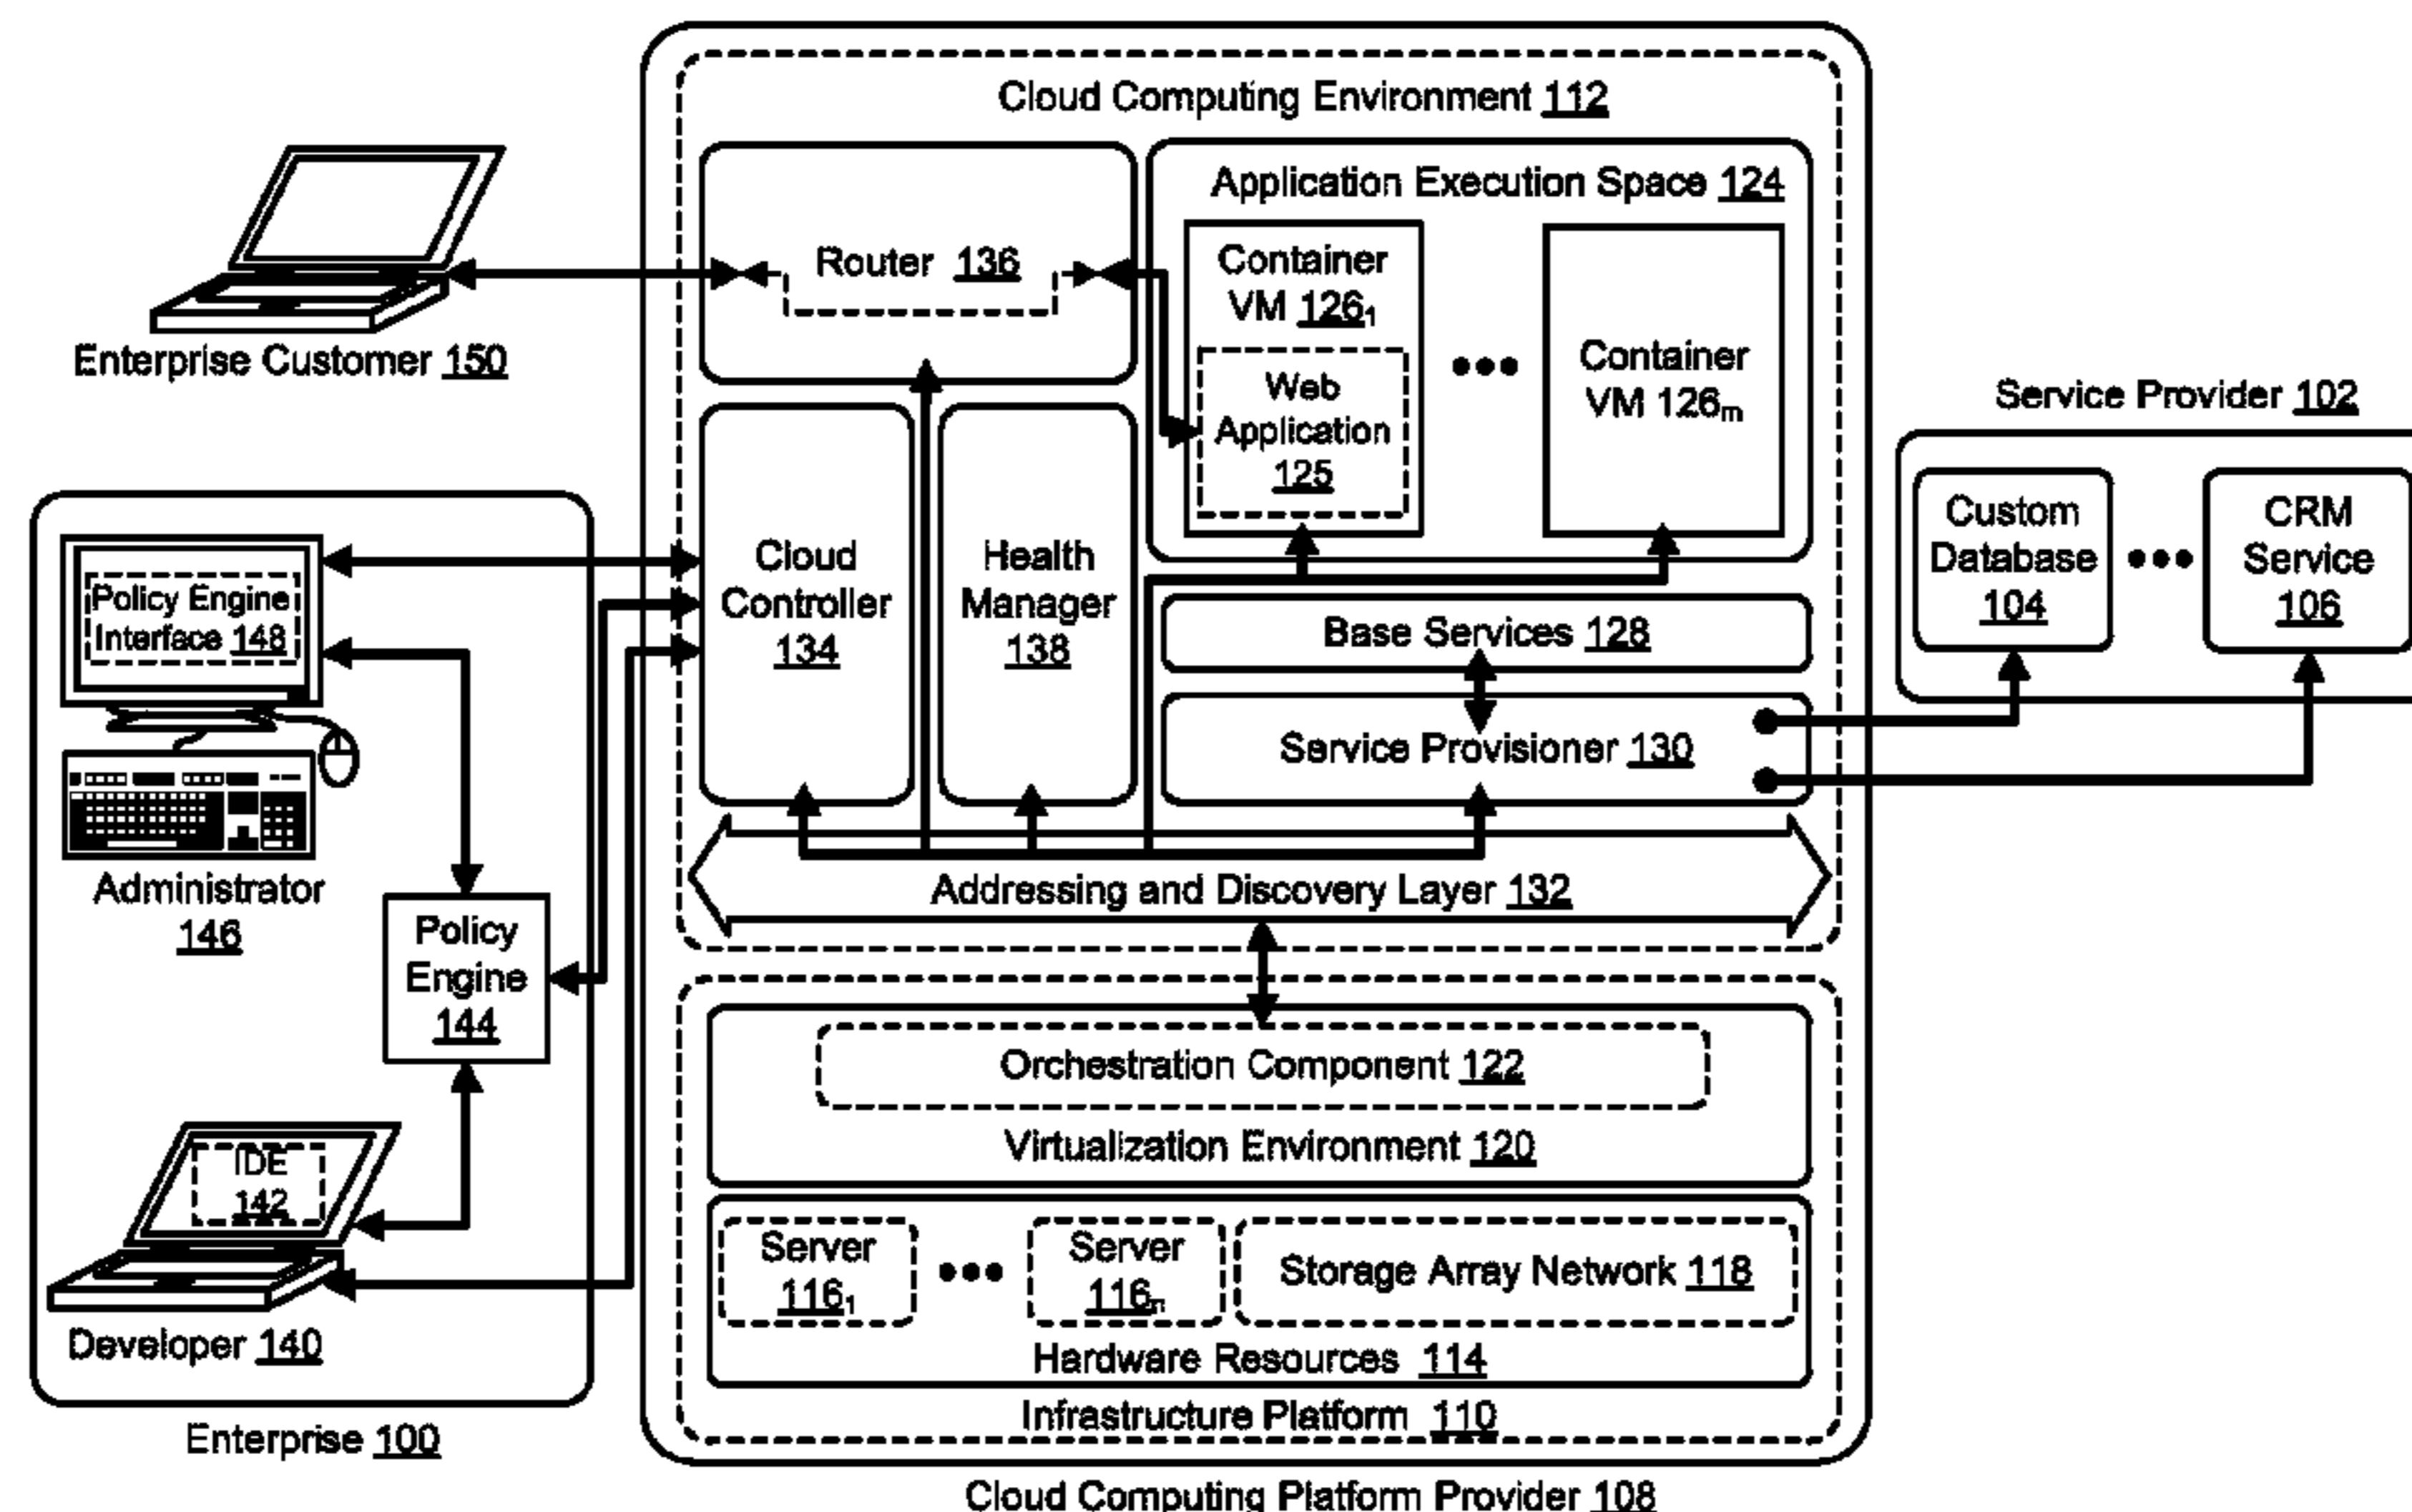 Cloud Computing Environment 112
Router 136
Application Execution Space 124
Container
VM 126₁
Web
Application
125
Container
VM 126ₘ
Enterprise Customer 150
Service Provider 102
Custom
Database
104
CRM
Service
106
Cloud
Controller
134
Health
Manager
138
Base Services 128
Service Provisioner 130
Addressing and Discovery Layer 132
Policy Engine
Interface 148
Administrator
146
Policy
Engine
144
IDE
142
Developer 140
Enterprise 100
Orchestration Component 122
Virtualization Environment 120
Server
116₁
Server
116ₙ
Storage Array Network 118
Hardware Resources 114
Infrastructure Platform 110
Cloud Computing Platform Provider 108